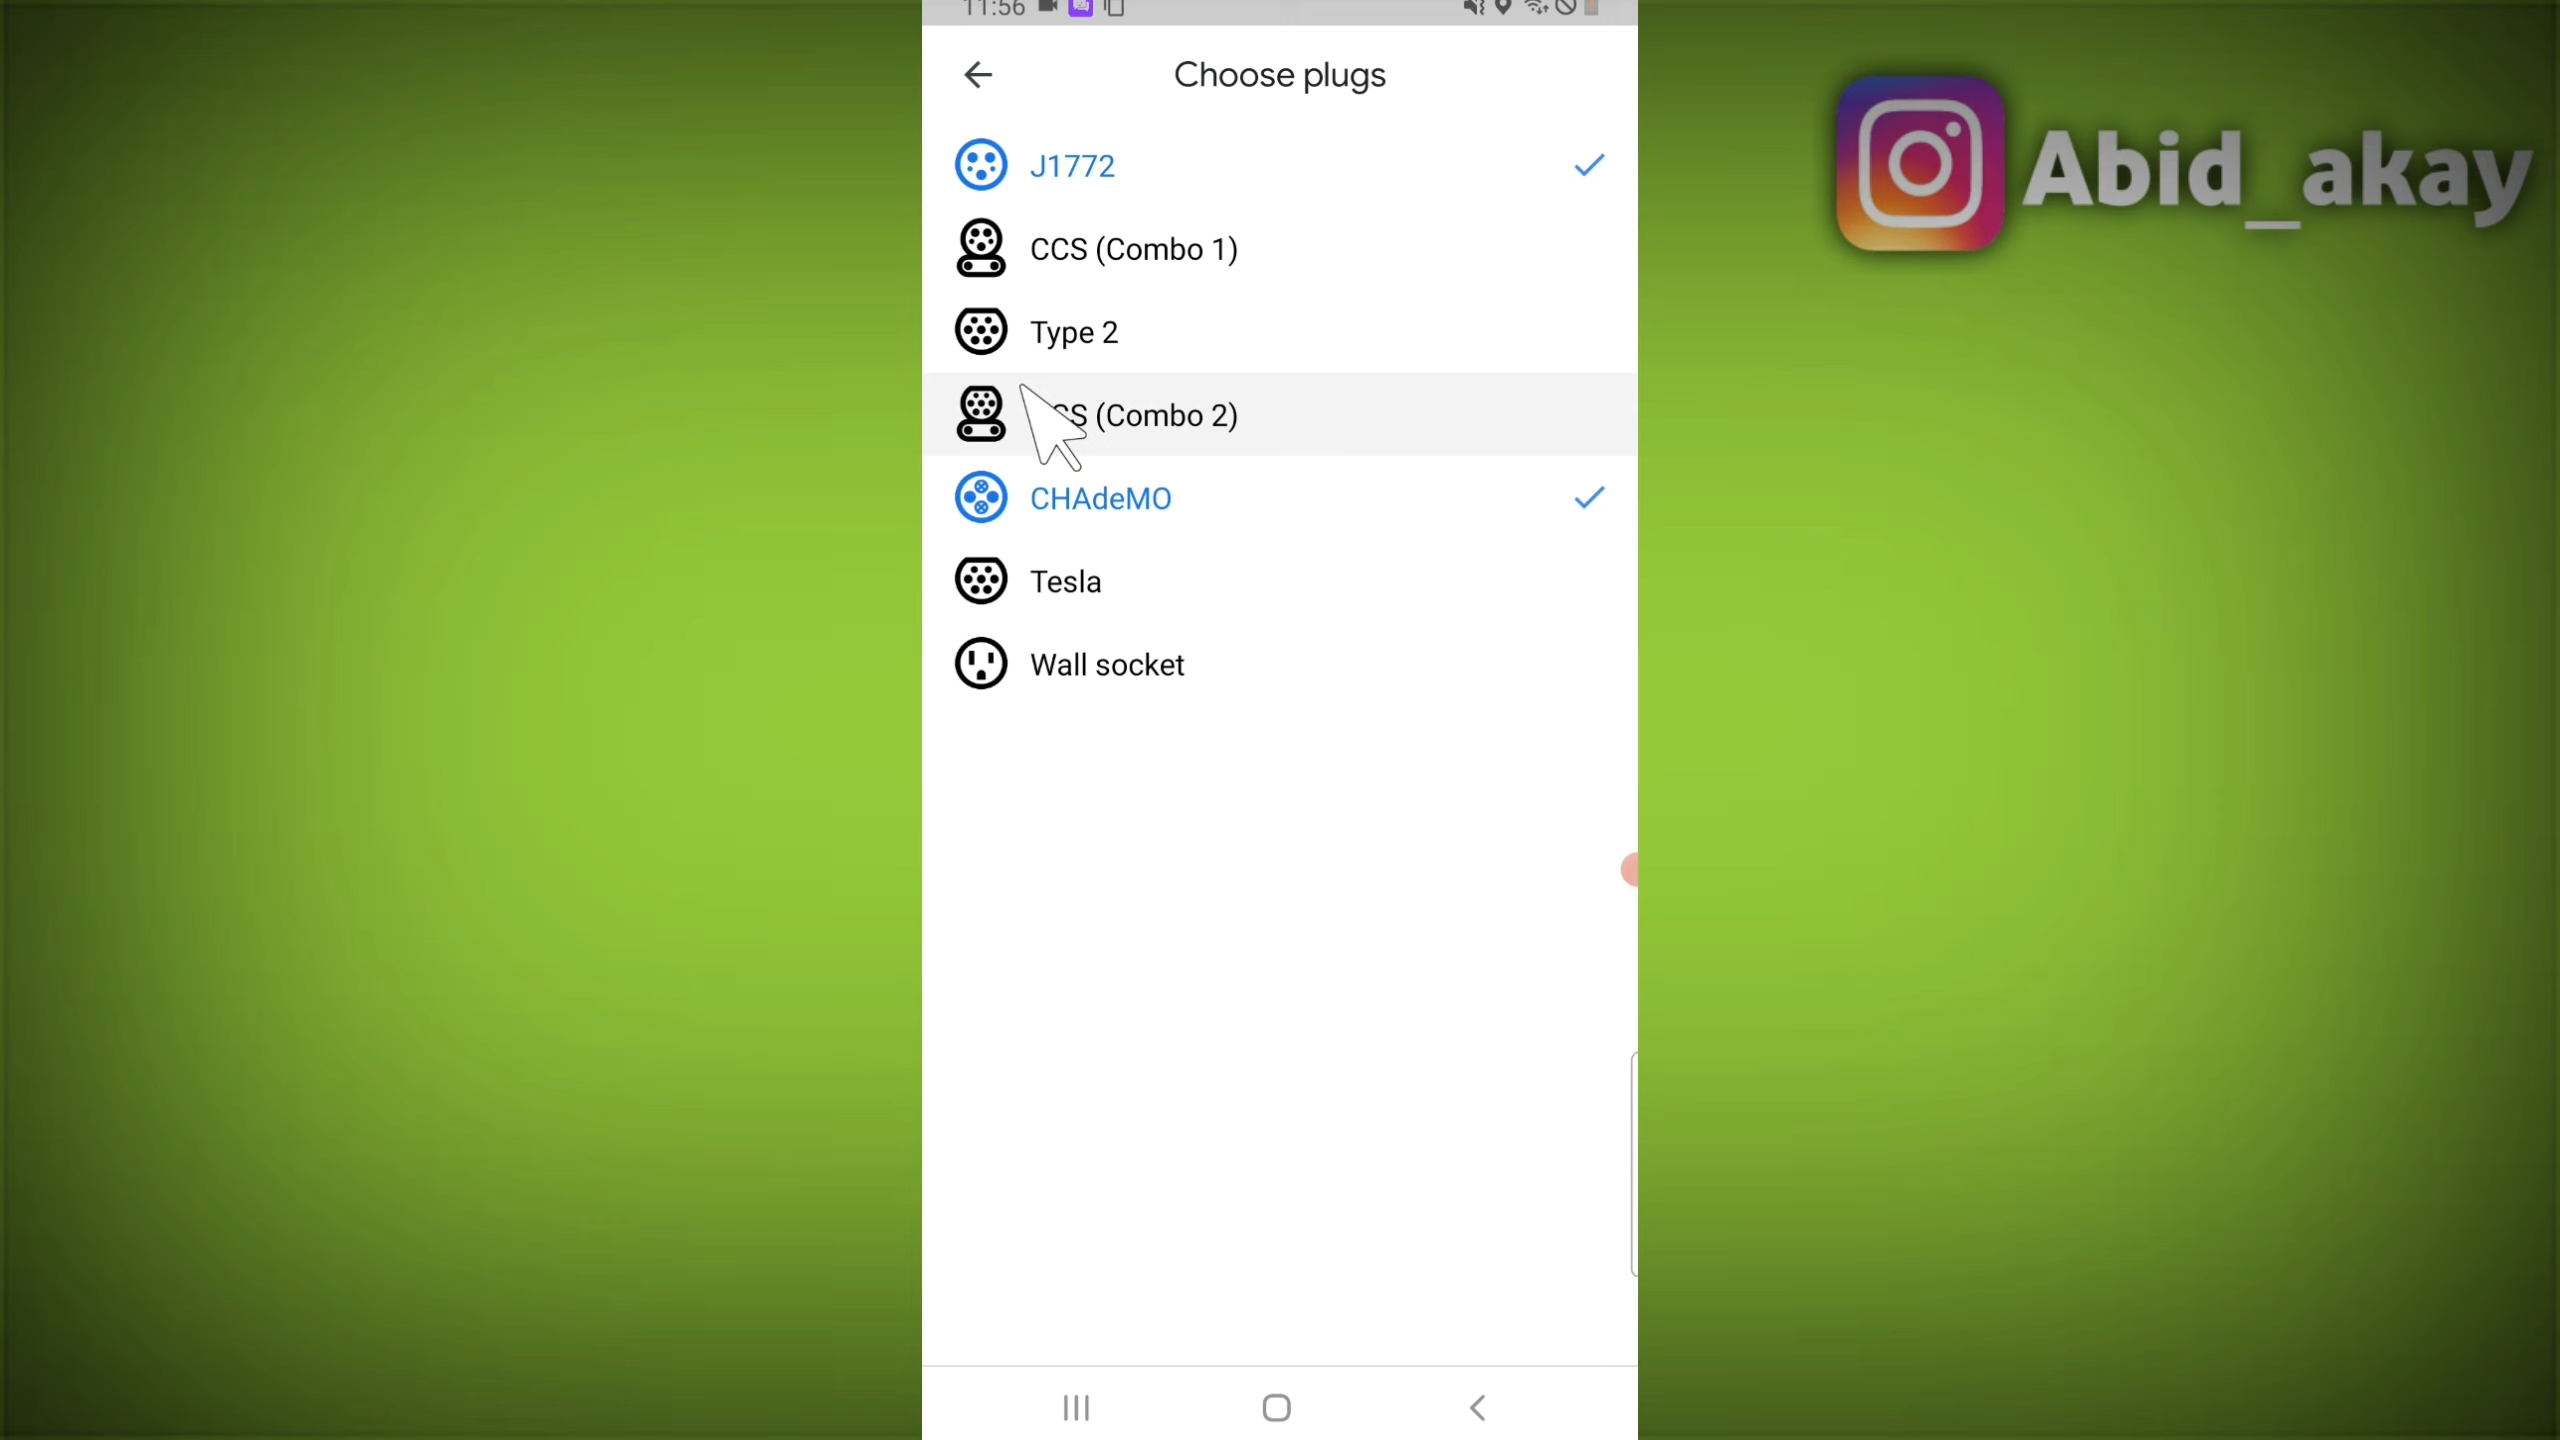 11:56
Choose plugs
Abid_akay
J1772
CCS (Combo 1)
Type 2
S (Combo 2)
CHAdeMO
Tesla
Wall socket